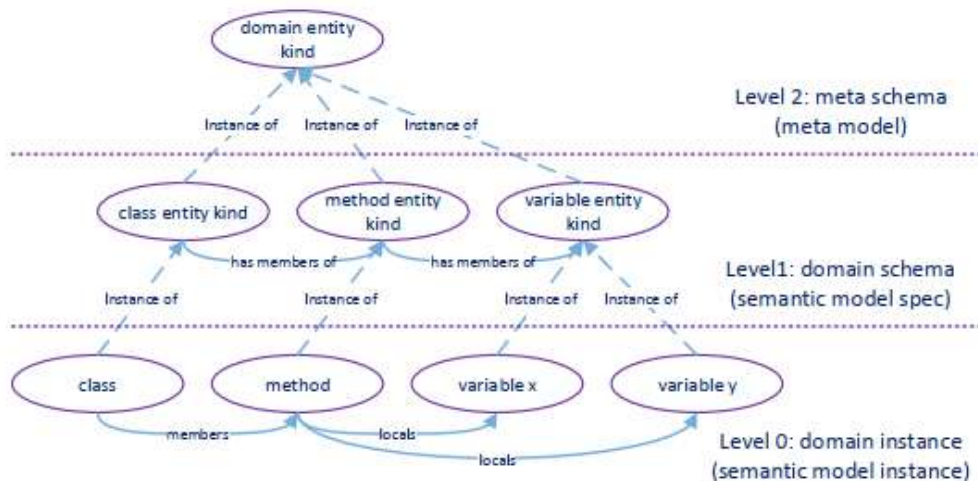 domain entity
kind
Level 2: meta schema
(meta model)
Instance of
Instance of
Instance of
class entity kind
method entity
kind
variable entity
kind
has members of
has members of
Level1: domain schema
(semantic model spec)
Instance of
Instance of
Instance of
Instance of
class
method
variable x
variable y
members
locals
locals
Level 0: domain instance
(semantic model instance)